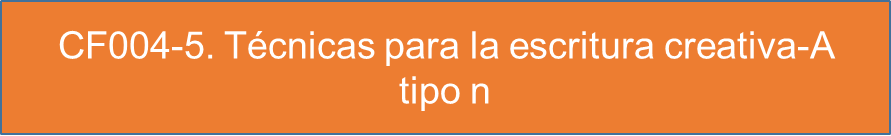 CF004-5. Técnicas para la escritura creativa-A
tipo n